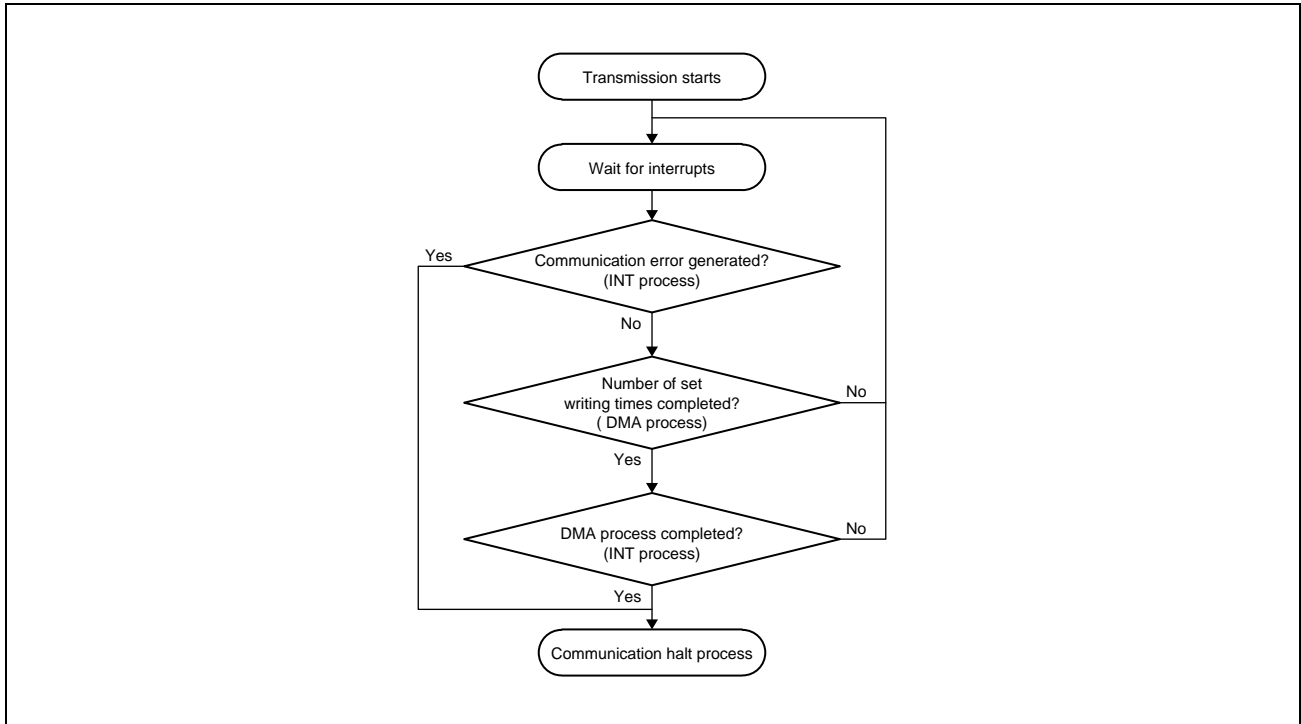 Transmission starts
Wait for interrupts
Yes
Communication error generated?
(INT process)
No
Number of set
writing times completed?
( DMA process)
No
Yes
DMA process completed?
(INT process)
No
Yes
Communication halt process